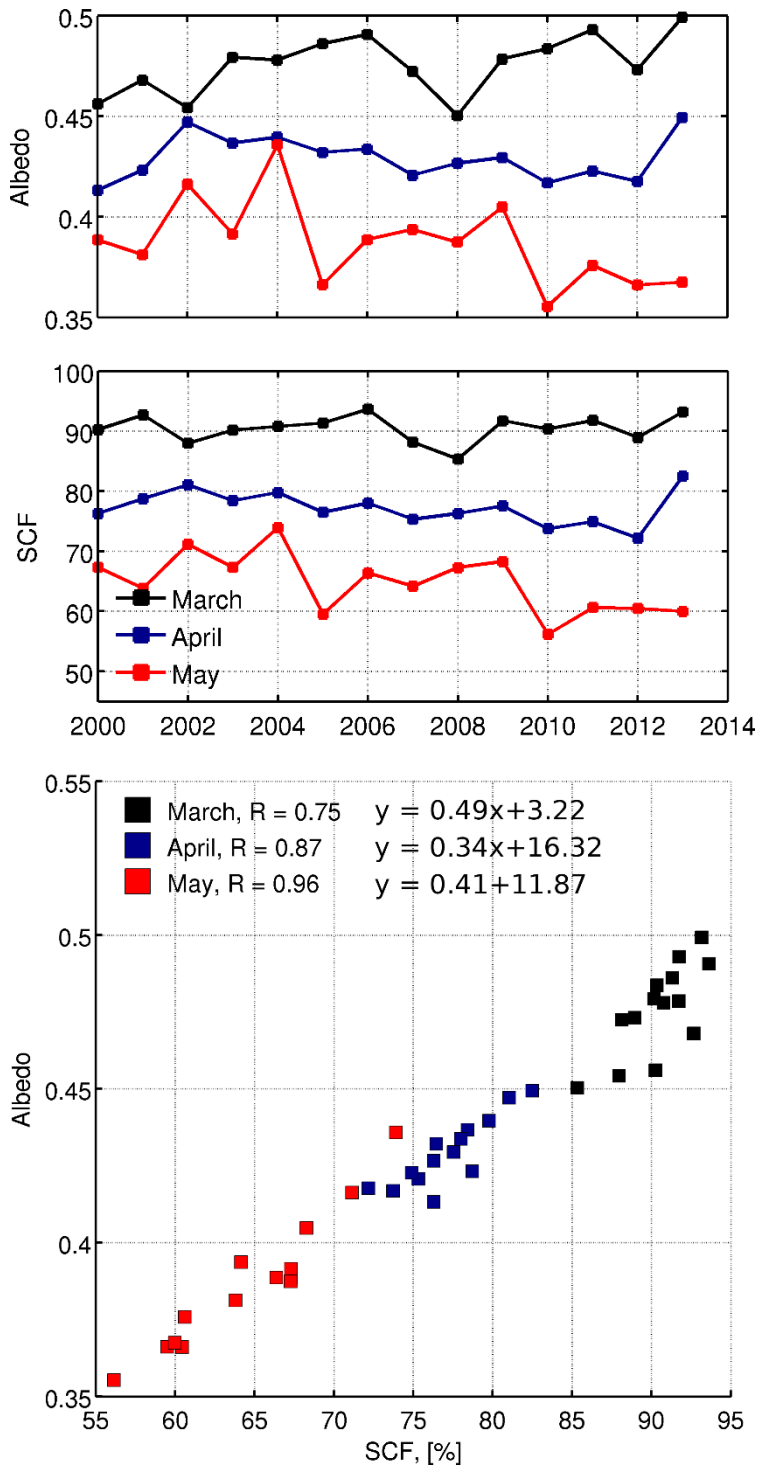 0.5
0.45
0.4
0.35
Albedo
100
90
80
70
60
50
SCF
March
April
May
2000 2002 2004 2006 2008 2010 2012 2014
0.55
0.5
0.45
0.4
0.35
Albedo
March, R = 0.75 y = 0.49x+3.22
April, R = 0.87 y = 0.34x+16.32
May, R = 0.96 y = 0.41+11.87
55 60 65 70 75 80 85 90 95
SCF, [%]